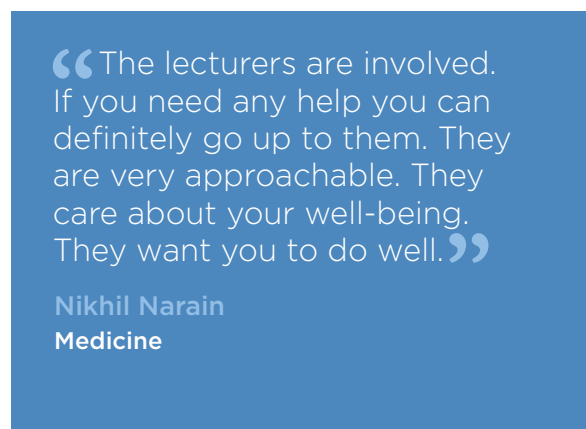 “The lecturers are involved.
If you need any help you can
definitely go up to them. They
are very approachable. They
care about your well-being.
They want you to do well.”
Nikhil Narain
Medicine